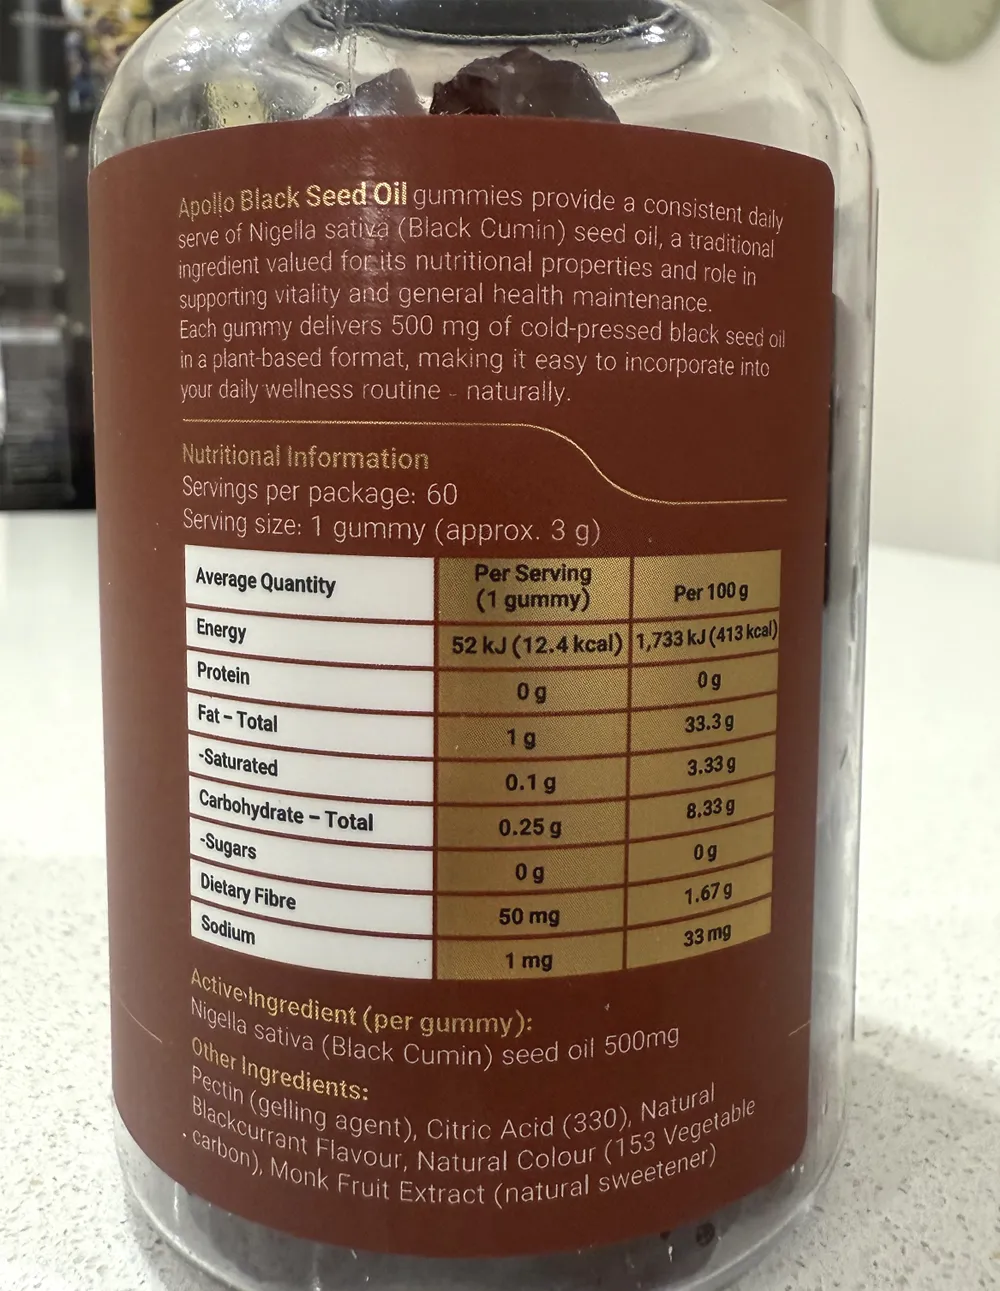 Apollo Black Seed Oil gummies provide a consistent daily
serve of Nigella sativa (Black Cumin) seed oil, a traditional
ingredient valued for its nutritional properties and role in
supporting vitality and general health maintenance.
Each gummy delivers 500 mg of cold-pressed black seed oil
in a plant-based format, making it easy to incorporate into
your daily wellness routine - naturally.
Nutritional Information
Servings per package: 60
Serving size: 1 gummy (approx. 3 g)
Average Quantity Per Serving (1 gummy) Per 100 g
Energy 52 kJ (12.4 kcal) 1,733 kJ (413 kcal)
Protein 0 g 0 g
Fat – Total 1 g 33.3 g
-Saturated 0.1 g 3.33 g
Carbohydrate – Total 0.25 g 8.33 g
-Sugars 0 g 0 g
Dietary Fibre 50 mg 1.67 g
Sodium 1 mg 33 mg
Active Ingredient (per gummy):
Nigella sativa (Black Cumin) seed oil 500mg
Other Ingredients:
Pectin (gelling agent), Citric Acid (330), Natural
Blackcurrant Flavour, Natural Colour (153 Vegetable
carbon), Monk Fruit Extract (natural sweetener)